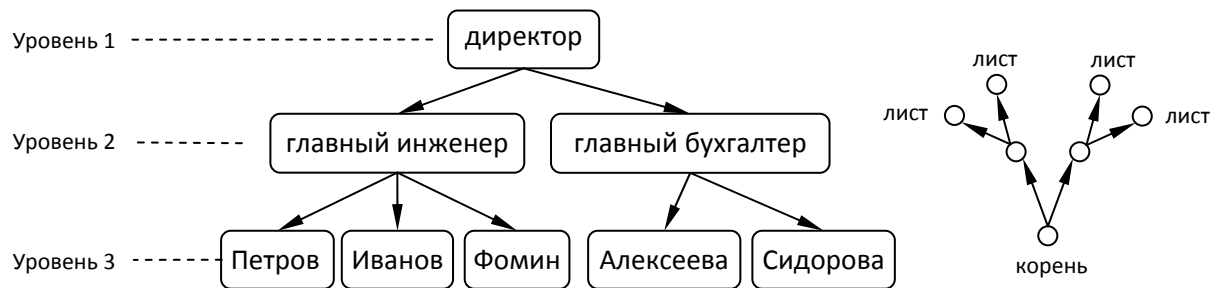 Уровень 1
директор
Уровень 2
главный инженер
главный бухгалтер
Уровень 3
Петров
Иванов
Фомин
Алексеева
Сидорова
лист
лист
лист
лист
корень